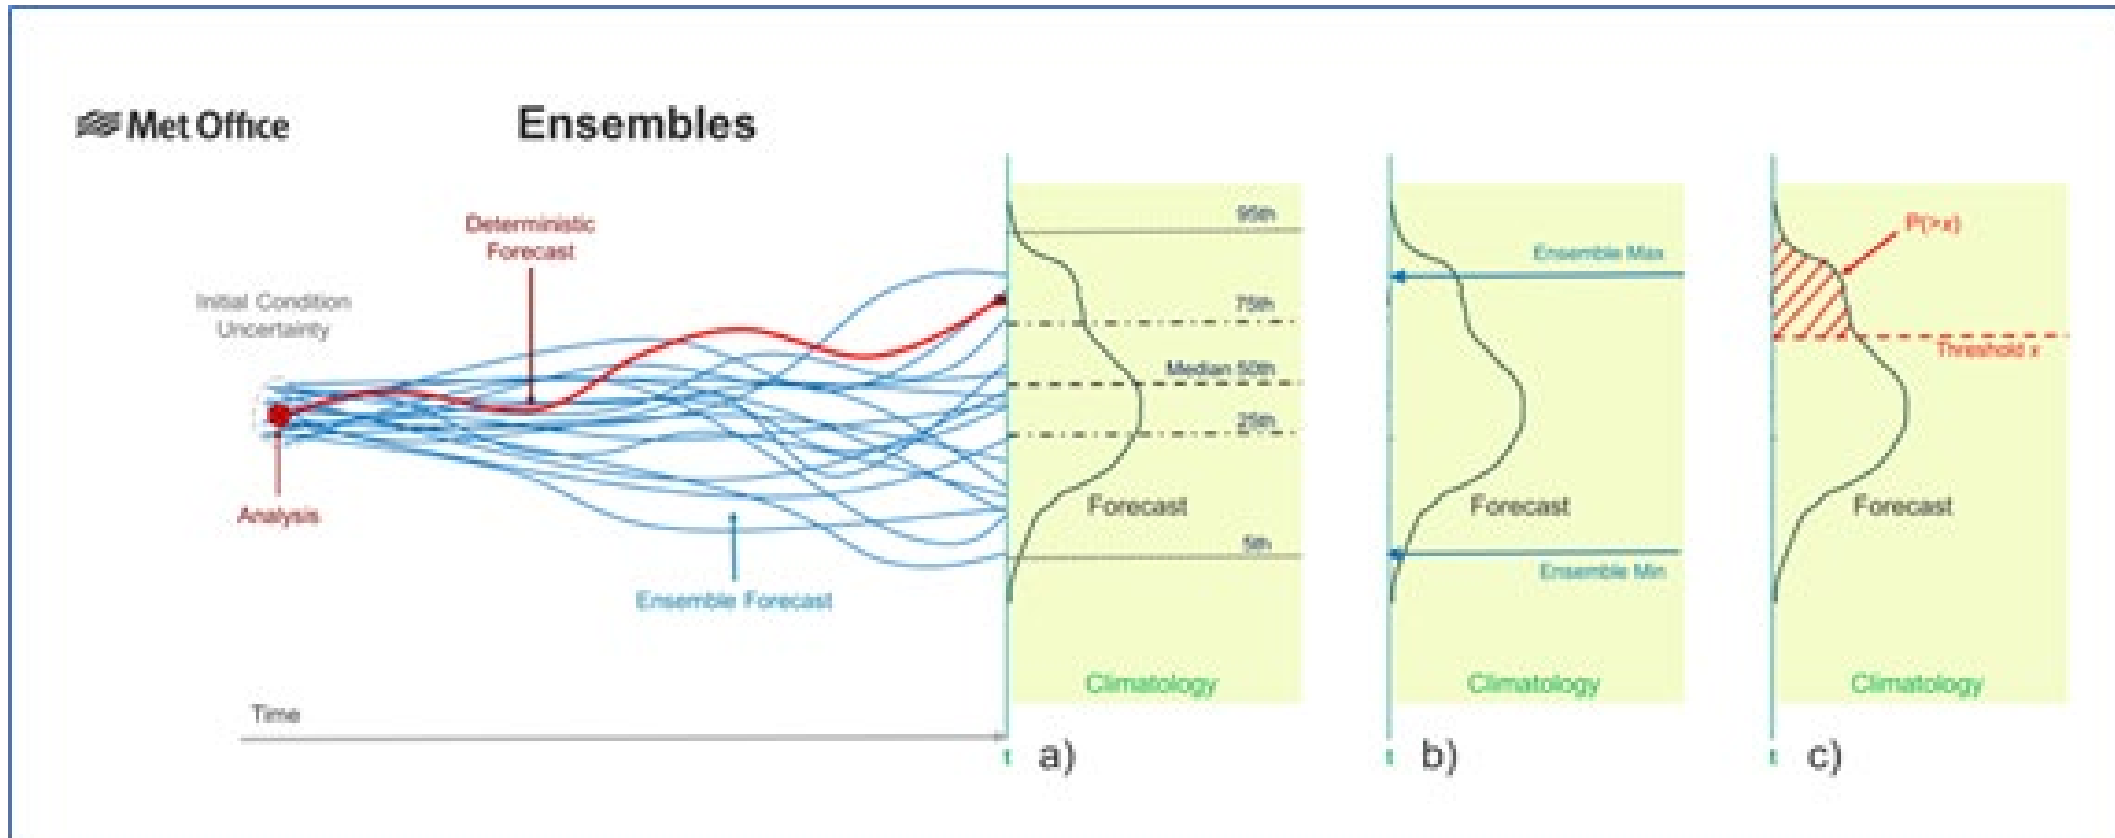 Met Office
Ensembles
Deterministic
Forecast
Initial Condition
Uncertainty
Analysis
Ensemble Forecast
Time
95th
75th
Median 50th
25th
Forecast
5th
Climatology
t
a)
Ensemble Max
Forecast
Ensemble Min
Climatology
t
b)
P(>x)
Threshold x
Forecast
Climatology
t
c)